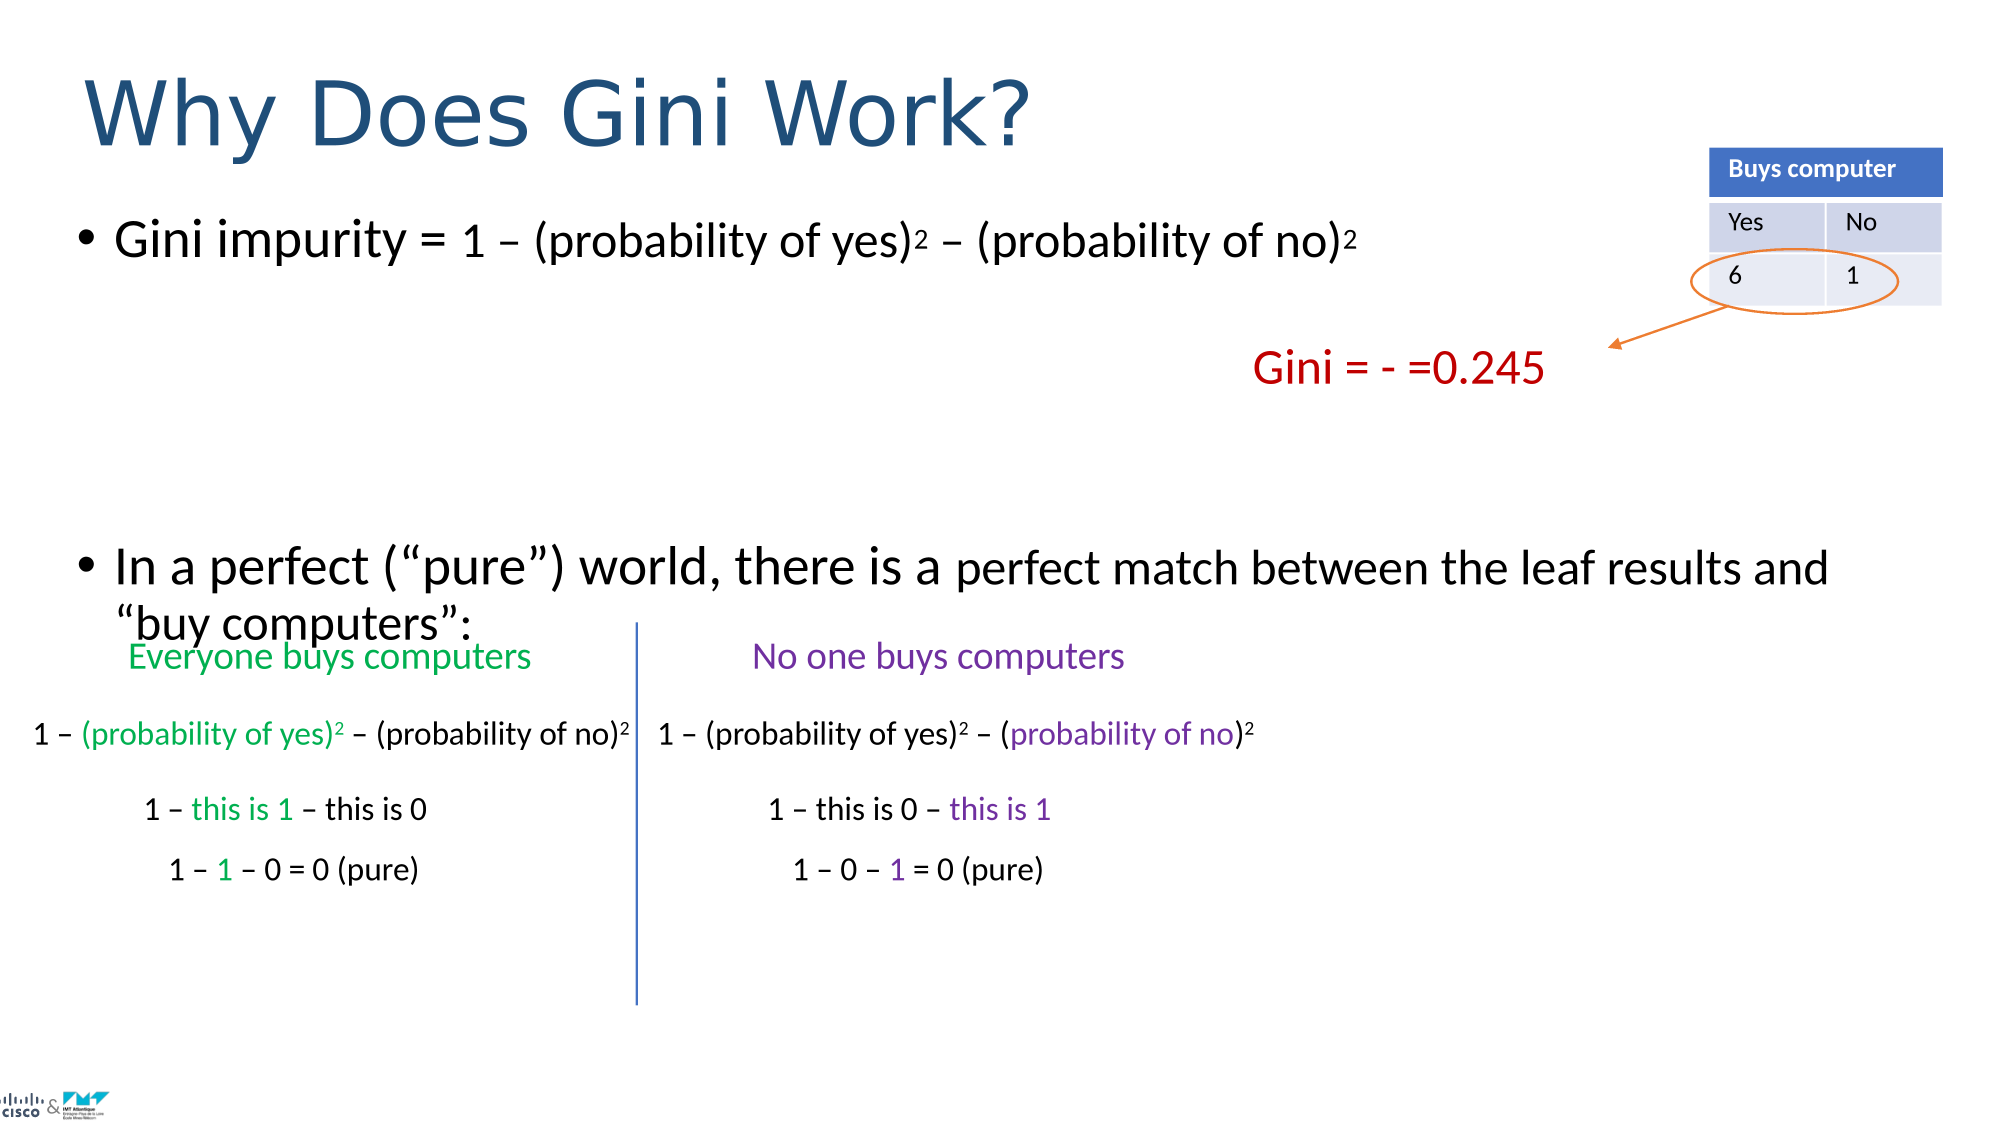 Why Does Gini Work?
Buys computer
Yes No
6 1
• Gini impurity = 1 – (probability of yes)² – (probability of no)²
Gini = - =0.245
• In a perfect (“pure”) world, there is a perfect match between the leaf results and
“buy computers”:
Everyone buys computers
1 – (probability of yes)² – (probability of no)²
1 – this is 1 – this is 0
1 – 1 – 0 = 0 (pure)
No one buys computers
1 – (probability of yes)² – (probability of no)²
1 – this is 0 – this is 1
1 – 0 – 1 = 0 (pure)
CISCO & IMT Atlantique